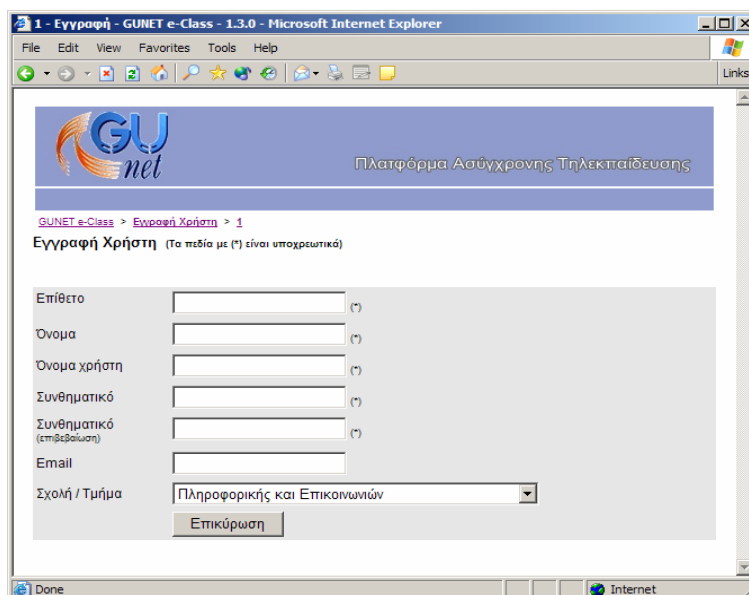 1 - Εγγραφή - GUNET e-Class - 1.3.0 - Microsoft Internet Explorer
File Edit View Favorites Tools Help
Links
GU
net
Πλατφόρμα Ασύγχρονης Τηλεκπαίδευσης
GUNET e-Class > Εγγραφή Χρήστη > 1
Εγγραφή Χρήστη (Τα πεδία με (*) είναι υποχρεωτικά)
Επίθετο (*)
Όνομα (*)
Όνομα χρήστη (*)
Συνθηματικό (*)
Συνθηματικό (*)
(επιβεβαίωση)
Email
Σχολή / Τμήμα Πληροφορικής και Επικοινωνιών
Επικύρωση
Done Internet